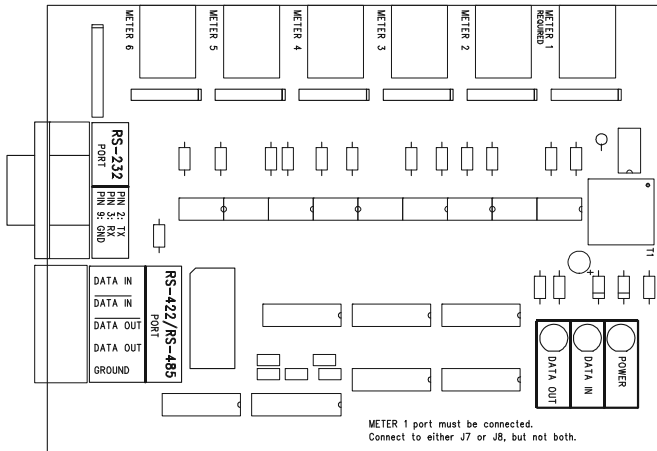 METER 6
METER 5
METER 4
METER 3
METER 2
METER 1
REQUIRED
RS-232
PORT
PIN 2: TX
PIN 3: RX
PIN 9: GND
T1
+
DATA IN
DATA IN
DATA OUT
DATA OUT
GROUND
RS-422/RS-485
PORT
DATA OUT
DATA IN
POWER
METER 1 port must be connected.
Connect to either J7 or J8, but not both.